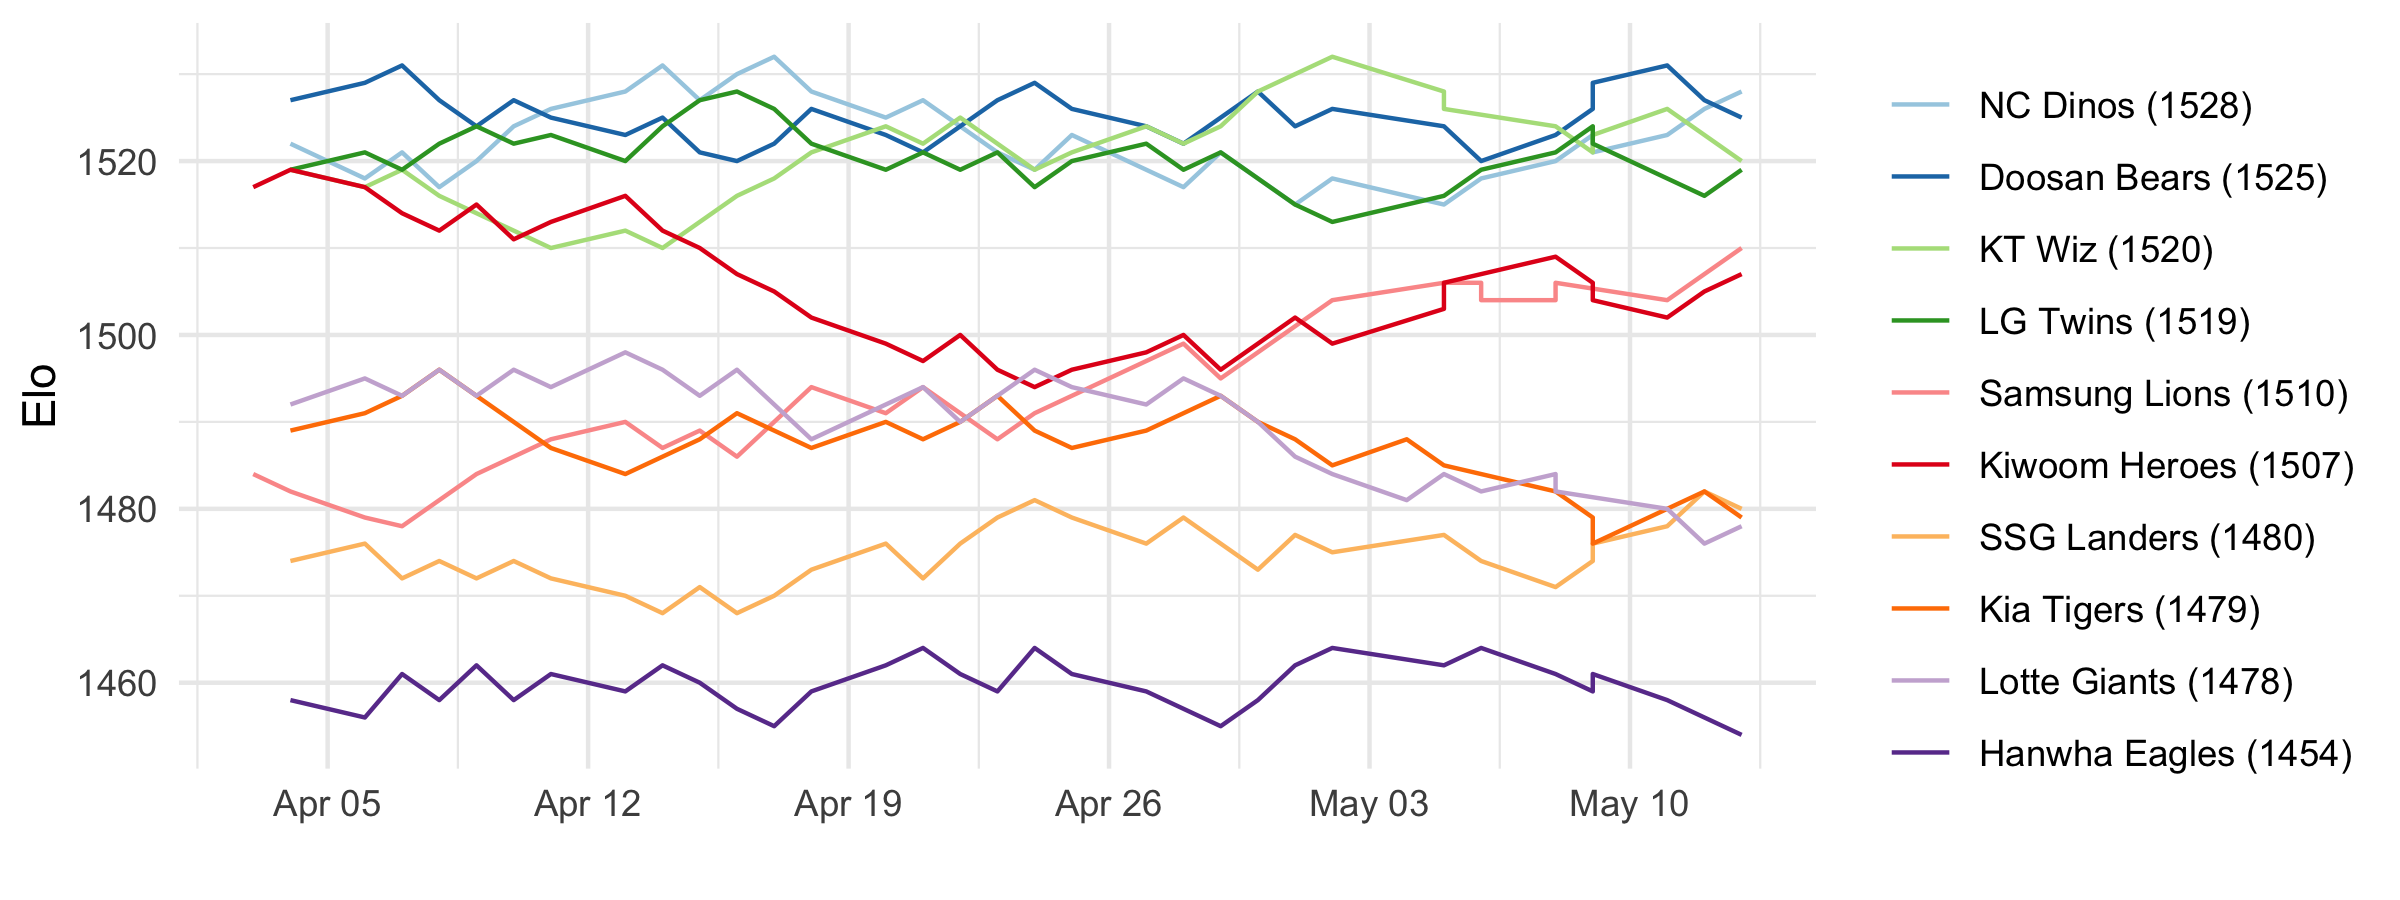 Elo
1520
1500
1480
1460
Apr 05
Apr 12
Apr 19
Apr 26
May 03
May 10
NC Dinos (1528)
Doosan Bears (1525)
KT Wiz (1520)
LG Twins (1519)
Samsung Lions (1510)
Kiwoom Heroes (1507)
SSG Landers (1480)
Kia Tigers (1479)
Lotte Giants (1478)
Hanwha Eagles (1454)